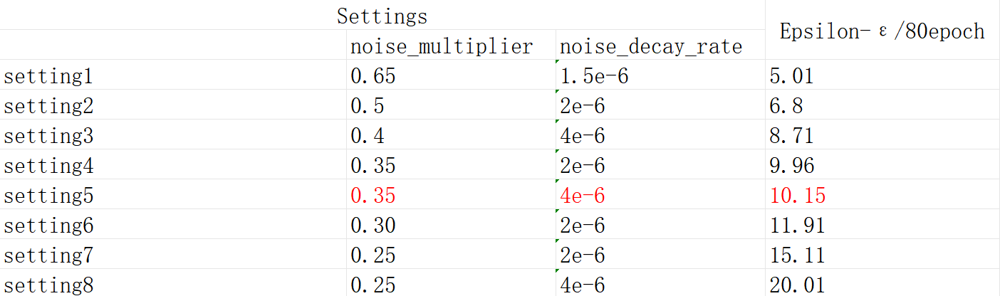 Settings
Epsilon-ε/80epoch
noise_multiplier noise_decay_rate
setting1 0.65 1.5e-6 5.01
setting2 0.5 2e-6 6.8
setting3 0.4 4e-6 8.71
setting4 0.35 2e-6 9.96
setting5 0.35 4e-6 10.15
setting6 0.30 2e-6 11.91
setting7 0.25 2e-6 15.11
setting8 0.25 4e-6 20.01